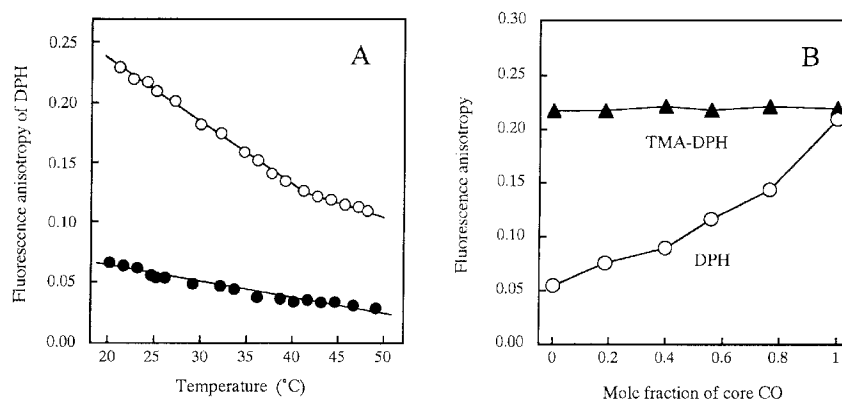 A
0.25
0.20
0.15
0.10
0.05
0.00
Fluorescence anisotropy of DPH
20 25 30 35 40 45 50
Temperature (˚C)
B
0.30
0.25
0.20
0.15
0.10
0.05
0.00
Fluorescence anisotropy
TMA-DPH
DPH
0 0.2 0.4 0.6 0.8 1
Mole fraction of core CO